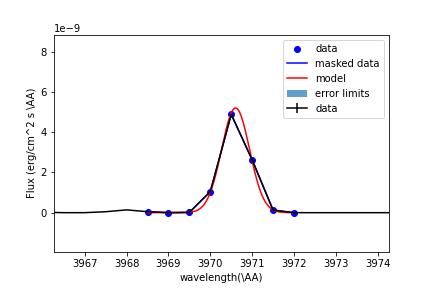 1e−9
8
6
4
2
0
Flux (erg/cm^2 s \AA)
data
masked data
model
error limits
data
3967 3968 3969 3970 3971 3972 3973 3974
wavelength(\AA)